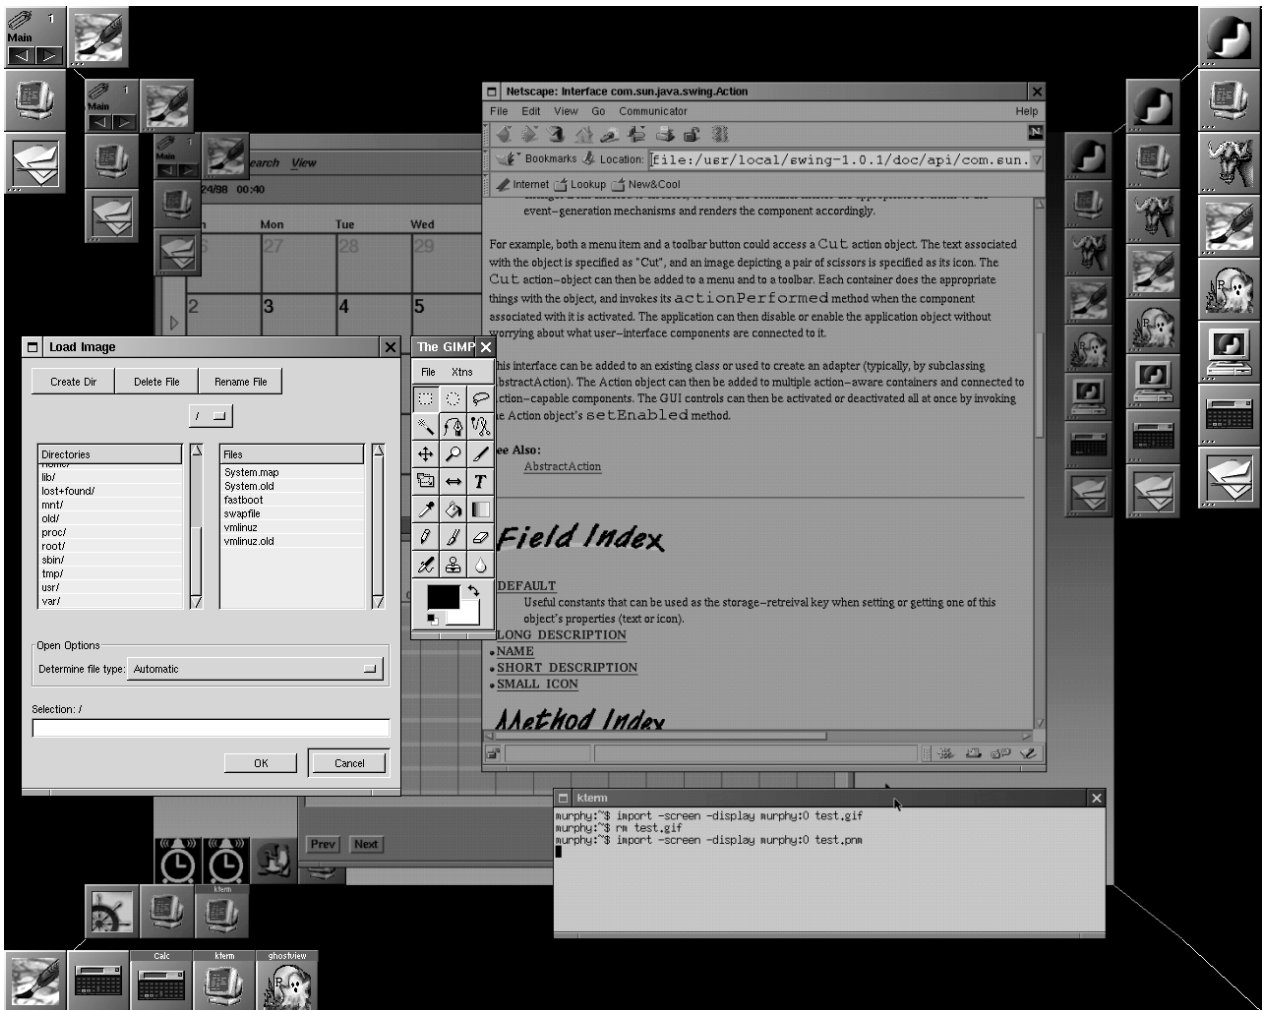 1
Main
1
Main
Main
earch View
24/98 00:40
Mon Tue Wed
27 28 29
2 3 4 5
Netscape: Interface com.sun.java.swing.Action
File Edit View Go Communicator Help
N
Bookmarks Location: file:/usr/local/swing-1.0.1/doc/api/com.sun.
Internet Lookup New&Cool
event-generation mechanisms and renders the component accordingly.
For example, both a menu item and a toolbar button could access a Cut action object. The text associated
with the object is specified as "Cut", and an image depicting a pair of scissors is specified as its icon. The
Cut action-object can then be added to a menu and to a toolbar. Each container does the appropriate
things with the object, and invokes its actionPerformed method when the component
associated with it is activated. The application can then disable or enable the application object without
worrying about what user-interface components are connected to it.
his interface can be added to an existing class or used to create an adapter (typically, by subclassing
bstractAction). The Action object can then be added to multiple action-aware containers and connected to
ction-capable components. The GUI controls can then be activated or deactivated all at once by invoking
he Action object's setEnabled method.
ee Also:
AbstractAction
Field Index
DEFAULT
Useful constants that can be used as the storage-retreival key when setting or getting one of this
object's properties (text or icon).
LONG DESCRIPTION
NAME
SHORT DESCRIPTION
SMALL ICON
Method Index
Load Image
Create Dir Delete File Rename File
/
Directories
home/
lib/
lost+found/
mnt/
old/
proc/
root/
sbin/
tmp/
usr/
var/
Files
System.map
System.old
fastboot
swapfile
vmlinuz
vmlinuz.old
Open Options
Determine file type: Automatic
Selection: /
OK Cancel
The GIMP
File Xtns
T
Prev Next
kterm
murphy:~$ import -screen -display murphy:0 test.gif
murphy:~$ rm test.gif
murphy:~$ import -screen -display murphy:0 test.pnm
kterm
Calc kterm ghostview